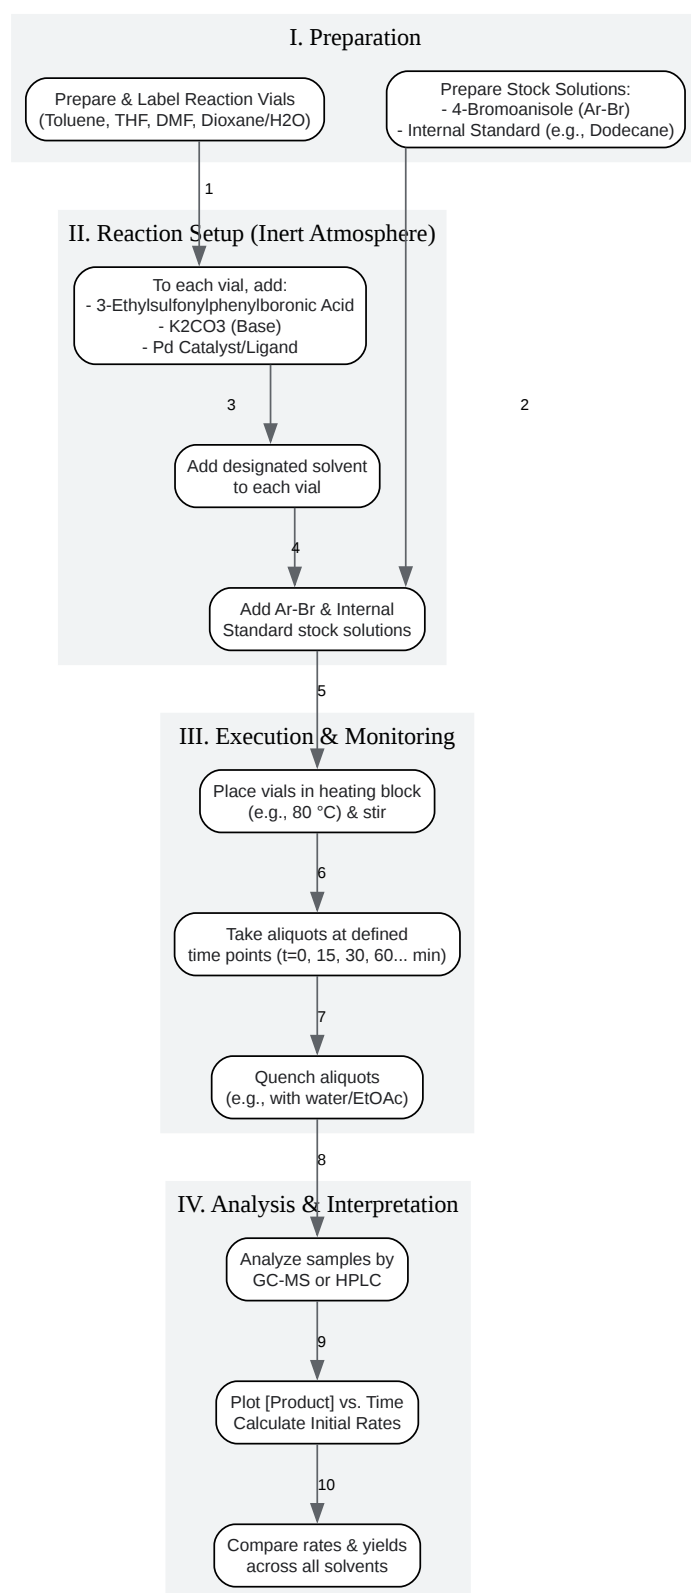 I. Preparation
Prepare & Label Reaction Vials
(Toluene, THF, DMF, Dioxane/H2O)
Prepare Stock Solutions:
- 4-Bromoanisole (Ar-Br)
- Internal Standard (e.g., Dodecane)
1
II. Reaction Setup (Inert Atmosphere)
To each vial, add:
- 3-Ethylsulfonylphenylboronic Acid
- K2CO3 (Base)
- Pd Catalyst/Ligand
3
2
Add designated solvent
to each vial
4
Add Ar-Br & Internal
Standard stock solutions
5
III. Execution & Monitoring
Place vials in heating block
(e.g., 80 °C) & stir
6
Take aliquots at defined
time points (t=0, 15, 30, 60... min)
7
Quench aliquots
(e.g., with water/EtOAc)
8
IV. Analysis & Interpretation
Analyze samples by
GC-MS or HPLC
9
Plot [Product] vs. Time
Calculate Initial Rates
10
Compare rates & yields
across all solvents